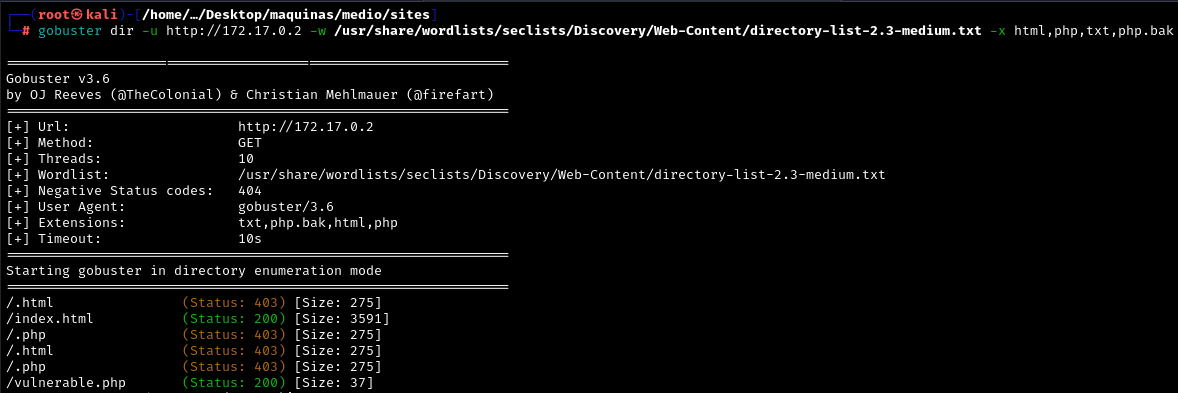 ┌──(root㉿kali)-[/home/…/Desktop/maquinas/medio/sites]
└─# gobuster dir -u http://172.17.0.2 -w /usr/share/wordlists/seclists/Discovery/Web-Content/directory-list-2.3-medium.txt -x html,php,txt,php.bak
===============================================================
Gobuster v3.6
by OJ Reeves (@TheColonial) & Christian Mehlmauer (@firefart)
===============================================================
[+] Url:                     http://172.17.0.2
[+] Method:                  GET
[+] Threads:                 10
[+] Wordlist:                /usr/share/wordlists/seclists/Discovery/Web-Content/directory-list-2.3-medium.txt
[+] Negative Status codes:   404
[+] User Agent:              gobuster/3.6
[+] Extensions:              txt,php.bak,html,php
[+] Timeout:                 10s
===============================================================
Starting gobuster in directory enumeration mode
===============================================================
/.html                (Status: 403) [Size: 275]
/index.html           (Status: 200) [Size: 3591]
/.php                 (Status: 403) [Size: 275]
/.html                (Status: 403) [Size: 275]
/.php                 (Status: 403) [Size: 275]
/vulnerable.php       (Status: 200) [Size: 37]